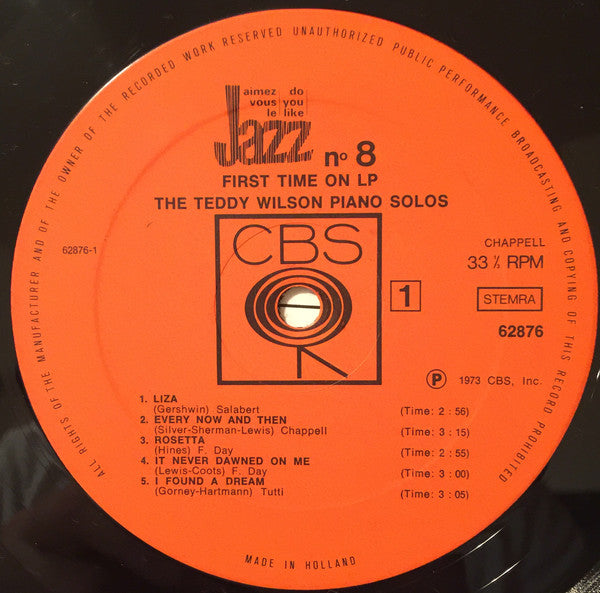 ALL RIGHTS OF THE MANUFACTURER AND OF THE OWNER OF THE RECORDED WORK RESERVED UNAUTHORIZED PUBLIC PERFORMANCE BROADCASTING AND COPYING OF THIS RECORD PROHIBITED
aimez do
vous you
le like
Jazz no 8
FIRST TIME ON LP
THE TEDDY WILSON PIANO SOLOS
CBS
62876-1
CHAPPELL
33 ⅓ RPM
1
STEMRA
62876
℗ 1973 CBS, Inc.
1. LIZA
(Gershwin) Salabert (Time: 2 : 56)
2. EVERY NOW AND THEN
(Silver-Sherman-Lewis) Chappell (Time: 3 : 15)
3. ROSETTA
(Hines) F. Day (Time: 2 : 55)
4. IT NEVER DAWNED ON ME
(Lewis-Coots) F. Day (Time: 3 : 00)
5. I FOUND A DREAM
(Gorney-Hartmann) Tutti (Time: 3 : 05)
MADE IN HOLLAND